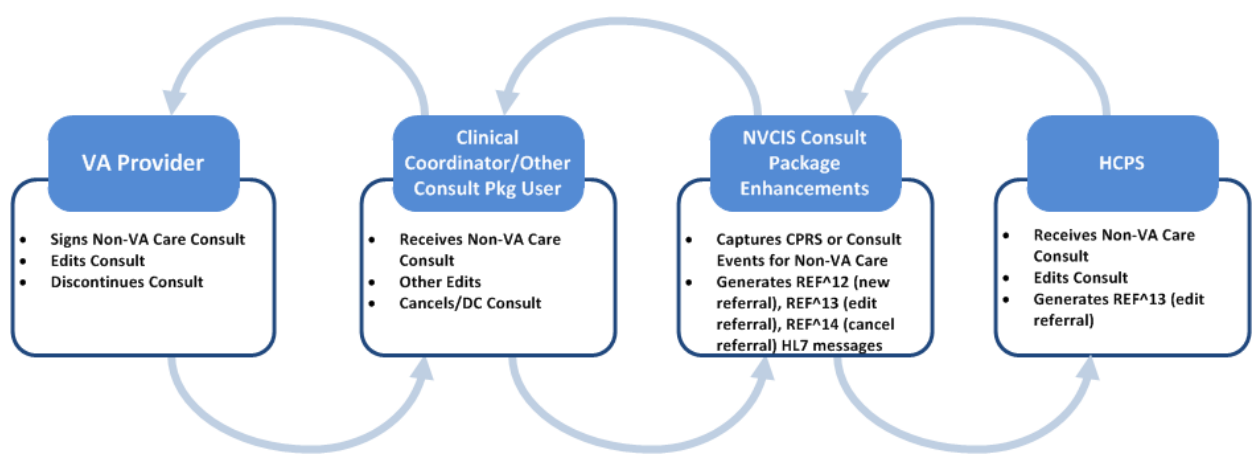 VA Provider
• Signs Non-VA Care Consult
• Edits Consult
• Discontinues Consult
Clinical
Coordinator/Other
Consult Pkg User
• Receives Non-VA Care
Consult
• Other Edits
• Cancels/DC Consult
NVCIS Consult
Package
Enhancements
• Captures CPRS or Consult
Events for Non-VA Care
• Generates REF^12 (new
referral), REF^13 (edit
referral), REF^14 (cancel
referral) HL7 messages
HCPS
• Receives Non-VA Care
Consult
• Edits Consult
• Generates REF^13 (edit
referral)